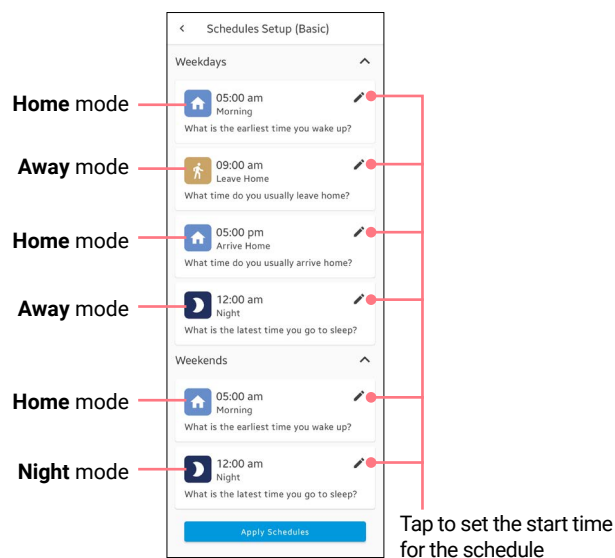 Schedules Setup (Basic)
Weekdays
Home mode
05:00 am
Morning
What is the earliest time you wake up?
Away mode
09:00 am
Leave Home
What time do you usually leave home?
Home mode
05:00 pm
Arrive Home
What time do you usually arrive home?
Away mode
12:00 am
Night
What is the latest time you go to sleep?
Weekends
Home mode
05:00 am
Morning
What is the earliest time you wake up?
Night mode
12:00 am
Night
What is the latest time you go to sleep?
Apply Schedules
Tap to set the start time
for the schedule